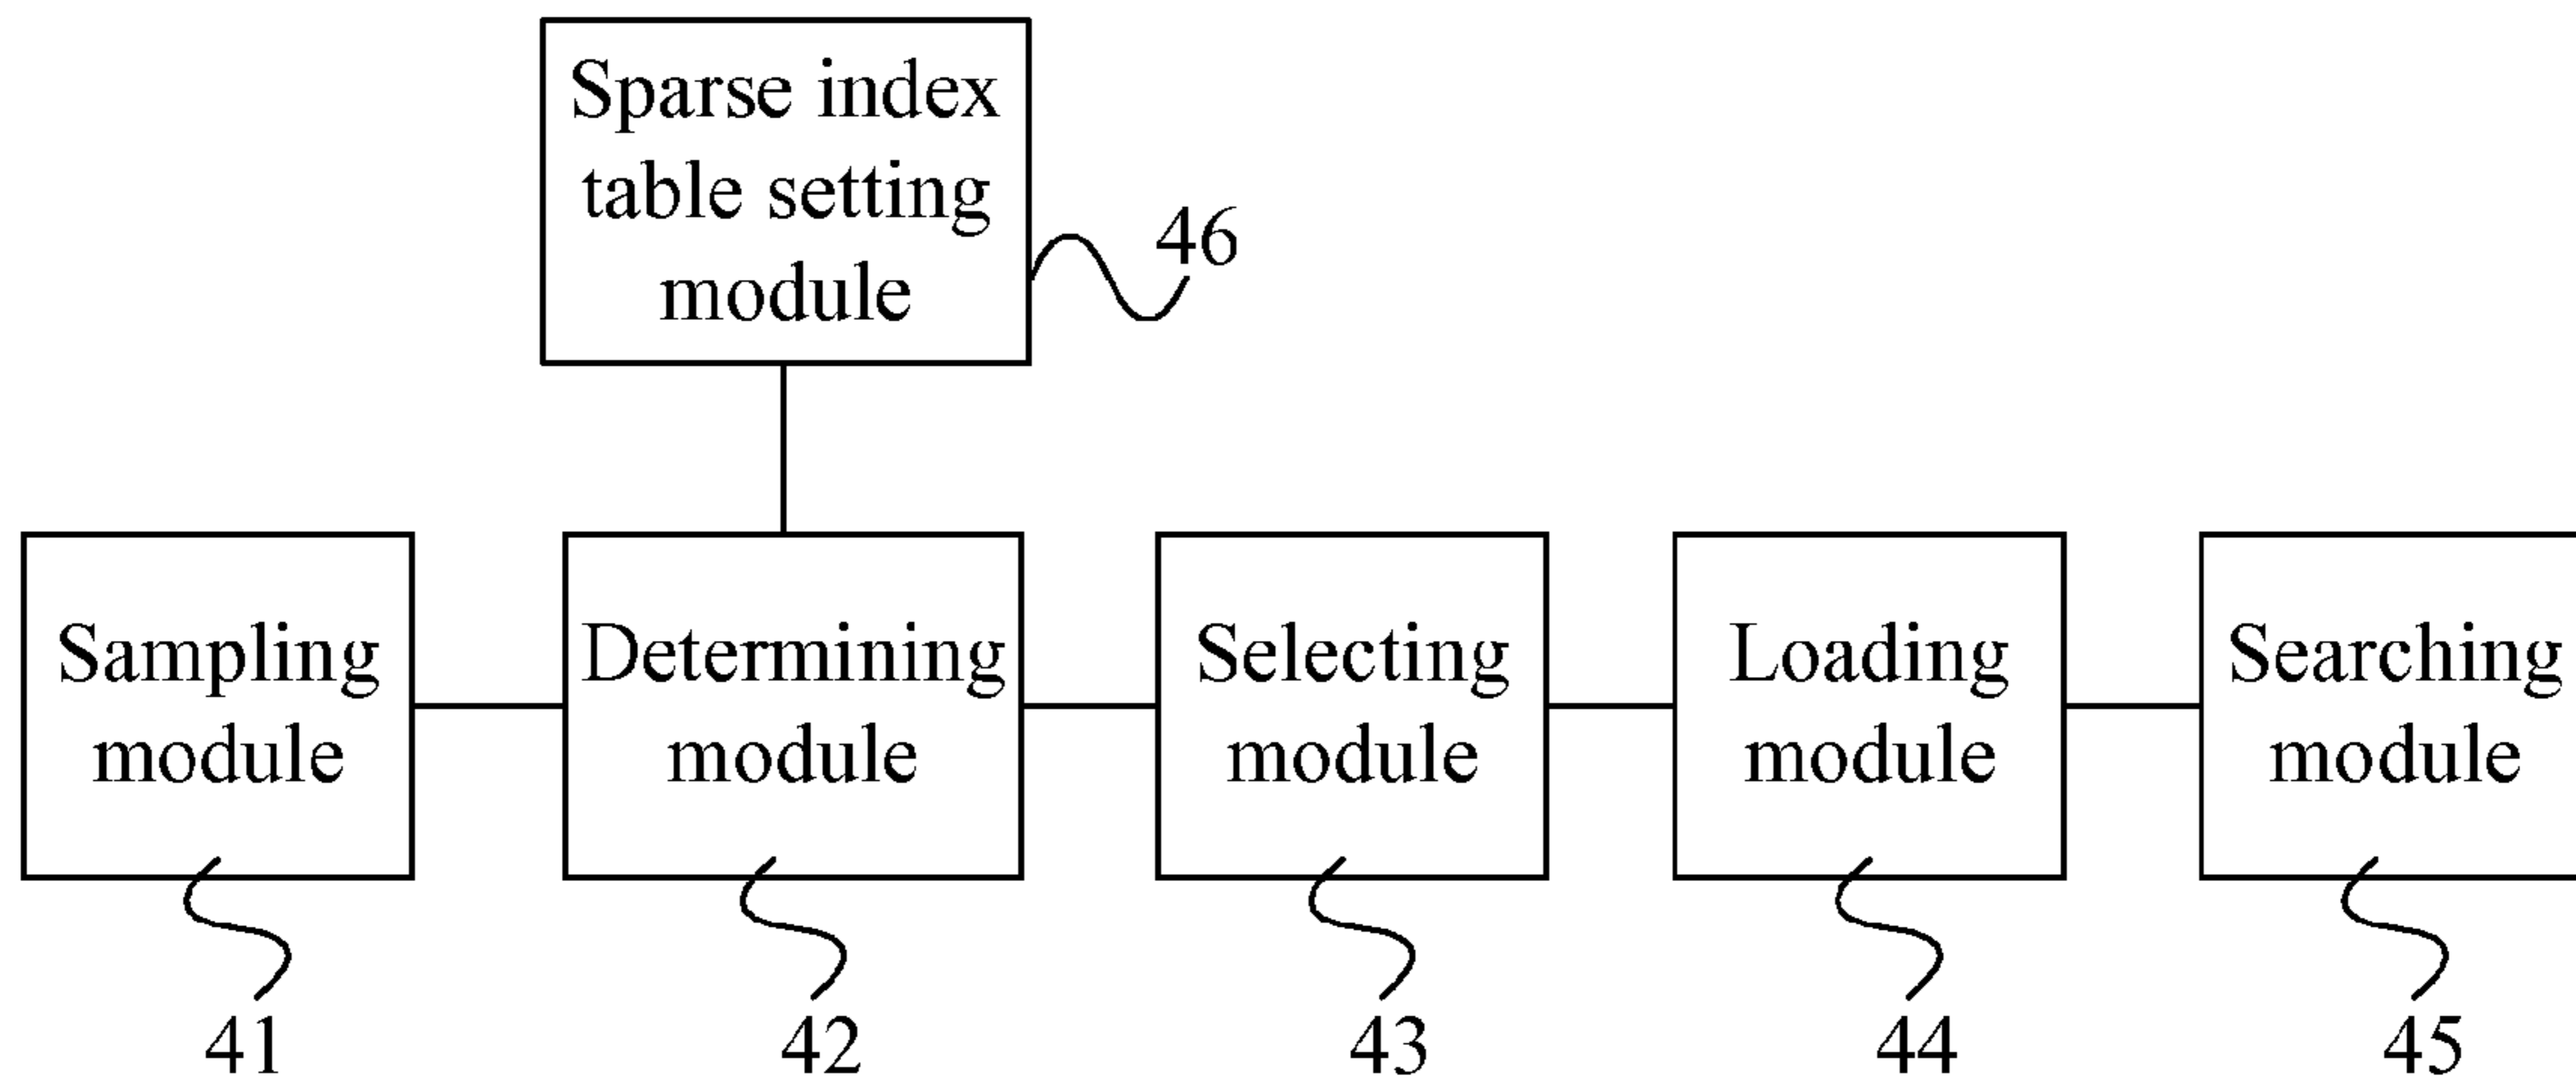 Sparse index
table setting
module
46
Sampling
module
Determining
module
Selecting
module
Loading
module
Searching
module
41
42
43
44
45